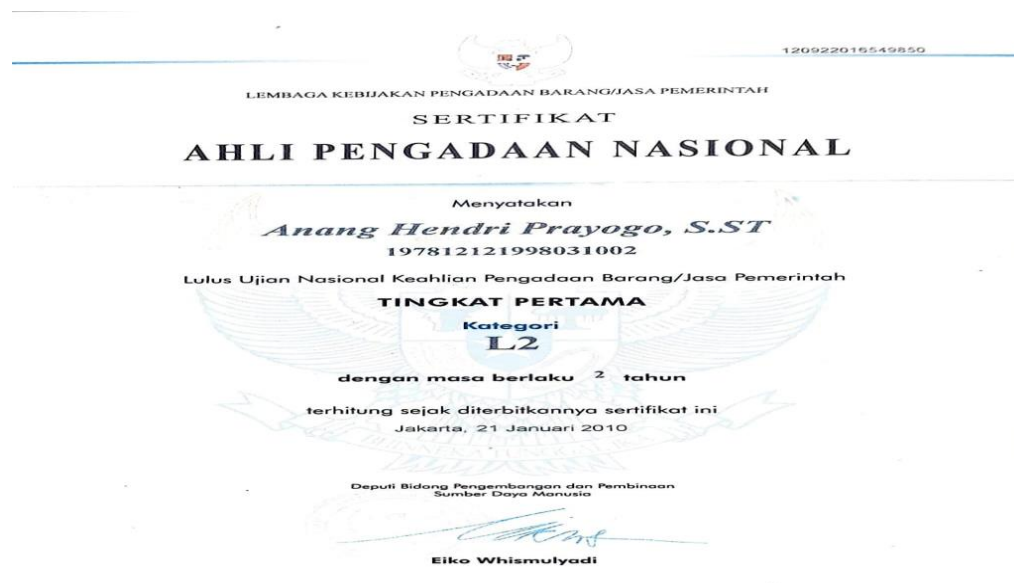 120922016549850
LEMBAGA KEBIJAKAN PENGADAAN BARANG/JASA PEMERINTAH
SERTIFIKAT
AHLI PENGADAAN NASIONAL
Menyatakan
Anang Hendri Prayogo, S.ST
197812121998031002
Lulus Ujian Nasional Keahlian Pengadaan Barang/Jasa Pemerintah
TINGKAT PERTAMA
Kategori
L2
dengan masa berlaku 2 tahun
terhitung sejak diterbitkannya sertifikat ini
Jakarta, 21 Januari 2010
Deputi Bidang Pengembangan dan Pembinaan
Sumber Daya Manusia
Eiko Whismulyadi